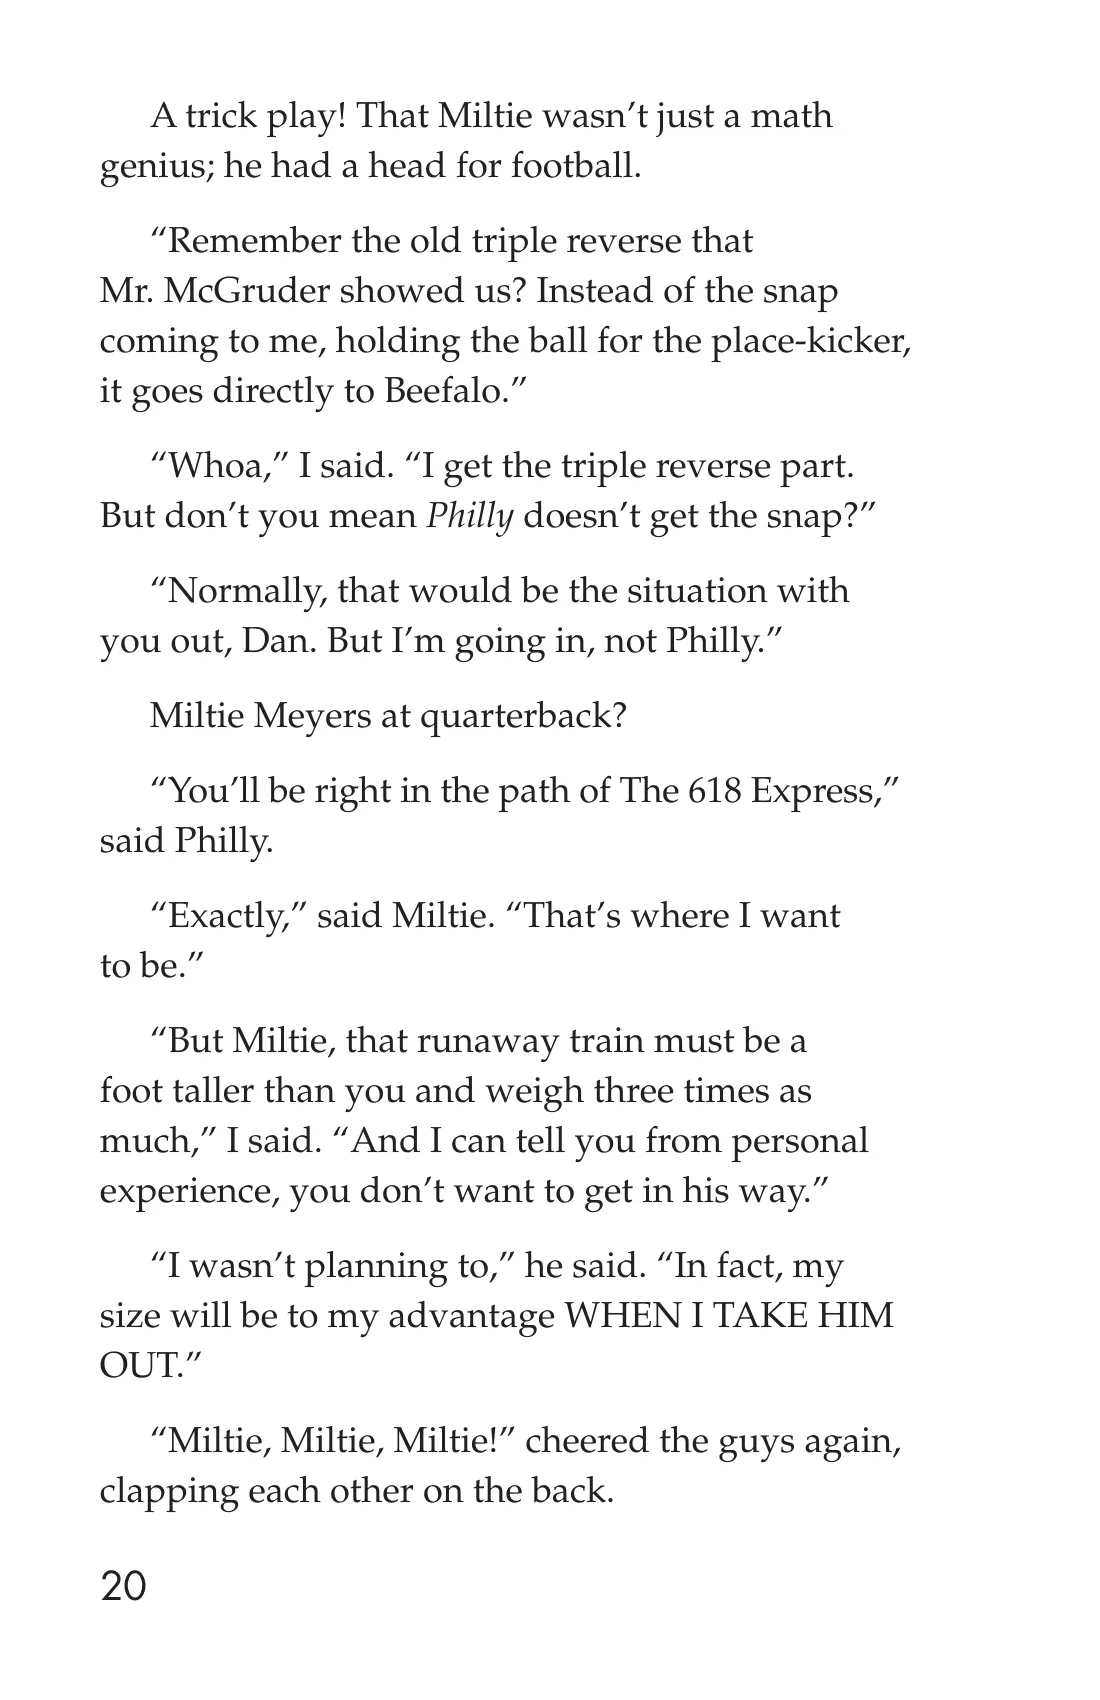 A trick play! That Miltie wasn’t just a math
genius; he had a head for football.
“Remember the old triple reverse that
Mr. McGruder showed us? Instead of the snap
coming to me, holding the ball for the place-kicker,
it goes directly to Beefalo.”
“Whoa,” I said. “I get the triple reverse part.
But don’t you mean Philly doesn’t get the snap?”
“Normally, that would be the situation with
you out, Dan. But I’m going in, not Philly.”
Miltie Meyers at quarterback?
“You’ll be right in the path of The 618 Express,”
said Philly.
“Exactly,” said Miltie. “That’s where I want
to be.”
“But Miltie, that runaway train must be a
foot taller than you and weigh three times as
much,” I said. “And I can tell you from personal
experience, you don’t want to get in his way.”
“I wasn’t planning to,” he said. “In fact, my
size will be to my advantage WHEN I TAKE HIM
OUT.”
“Miltie, Miltie, Miltie!” cheered the guys again,
clapping each other on the back.
20